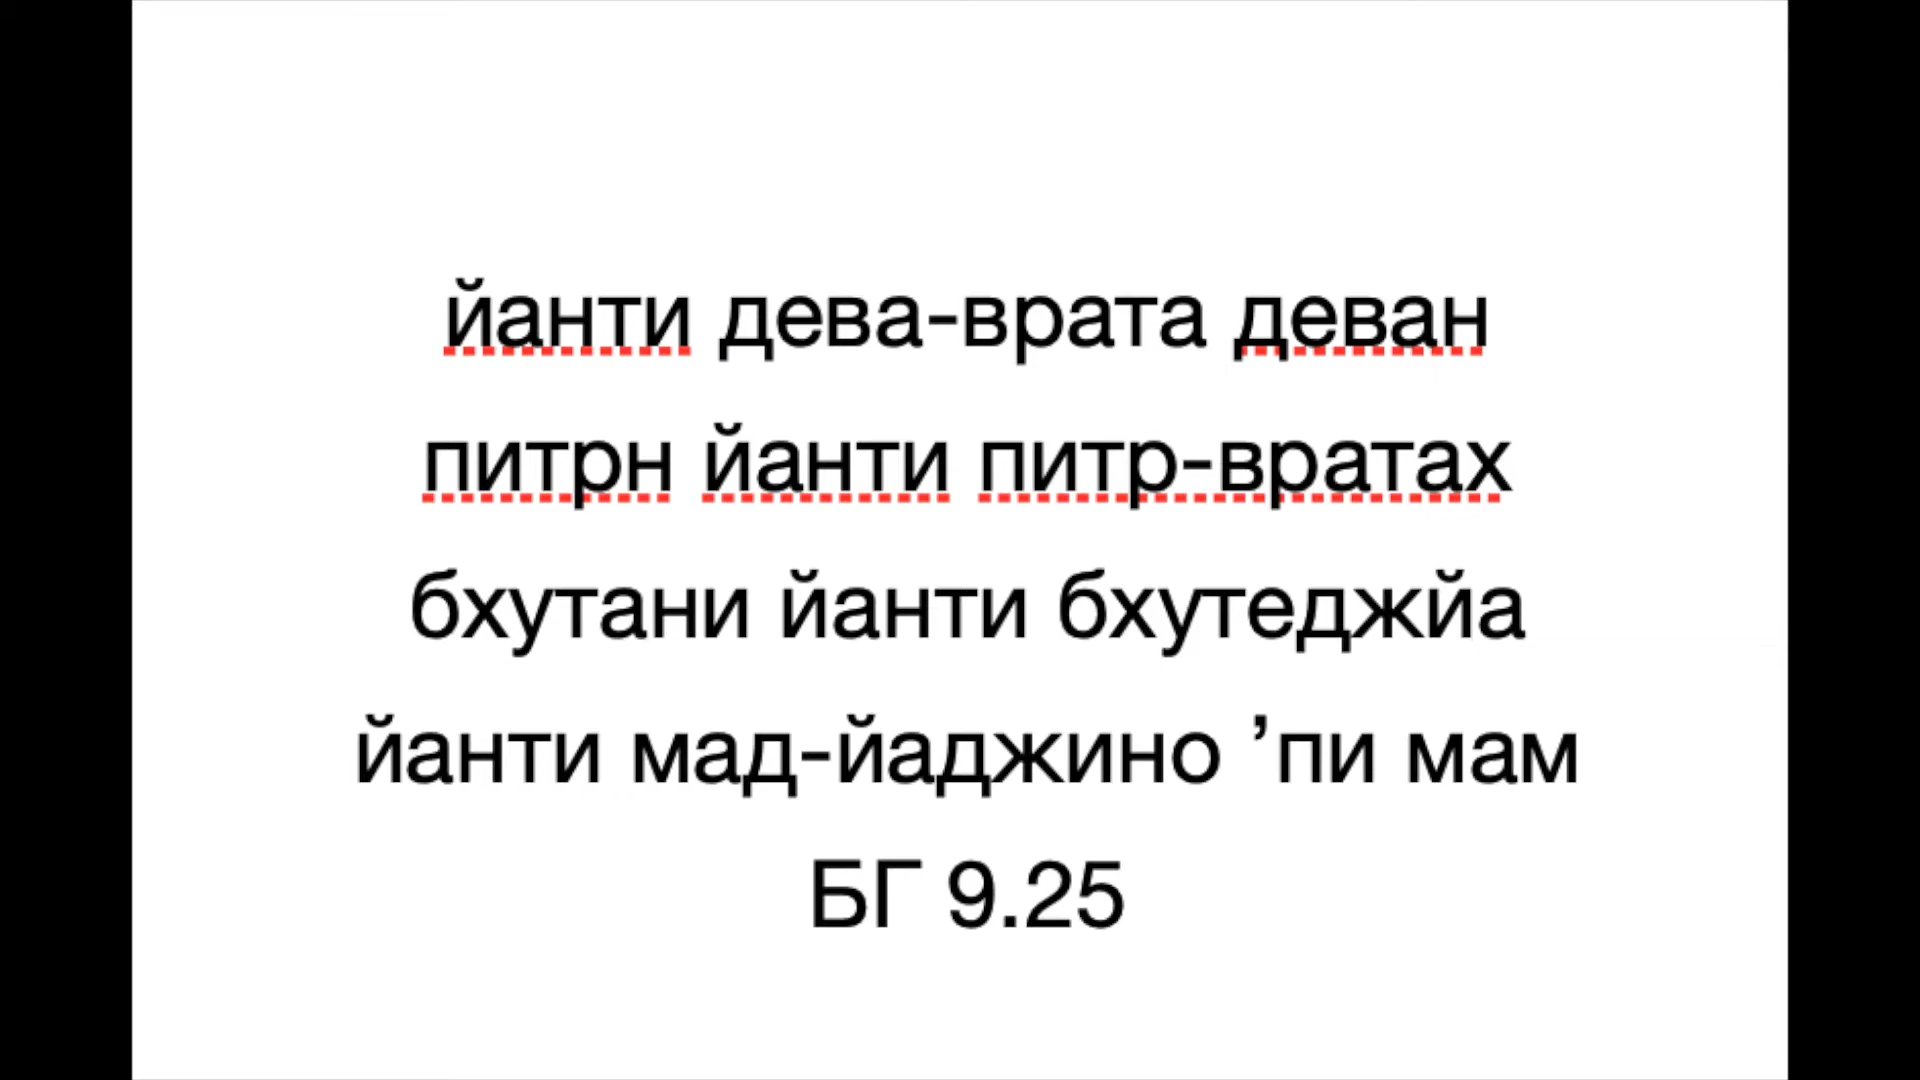 йанти дева-врата деван
питрн йанти питр-вратах
бхутани йанти бхутеджйа
йанти мад-йаджино ’пи мам
БГ 9.25